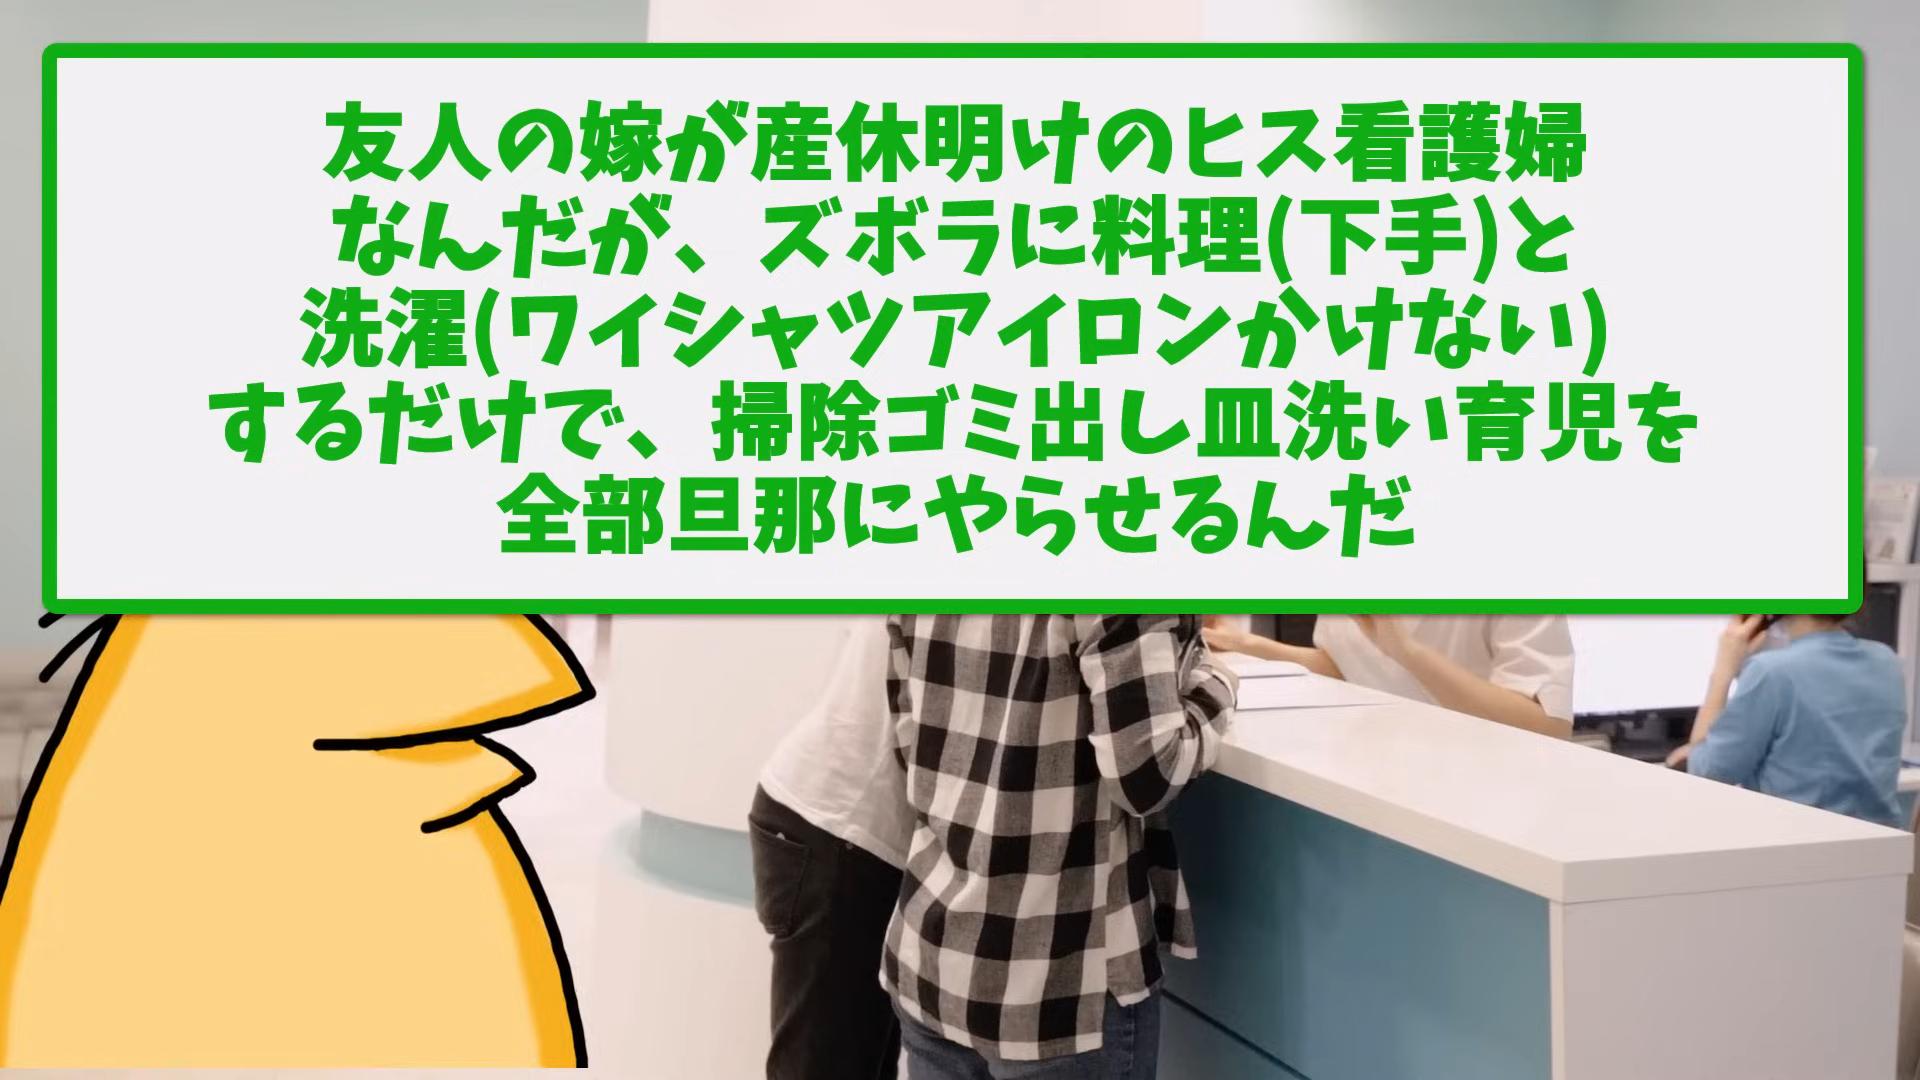 友人の嫁が産休明けのヒス看護婦
なんだが、ズボラに料理(下手)と
洗濯(ワイシャツアイロンかけない)
するだけで、掃除ゴミ出し皿洗い育児を
全部旦那にやらせるんだ